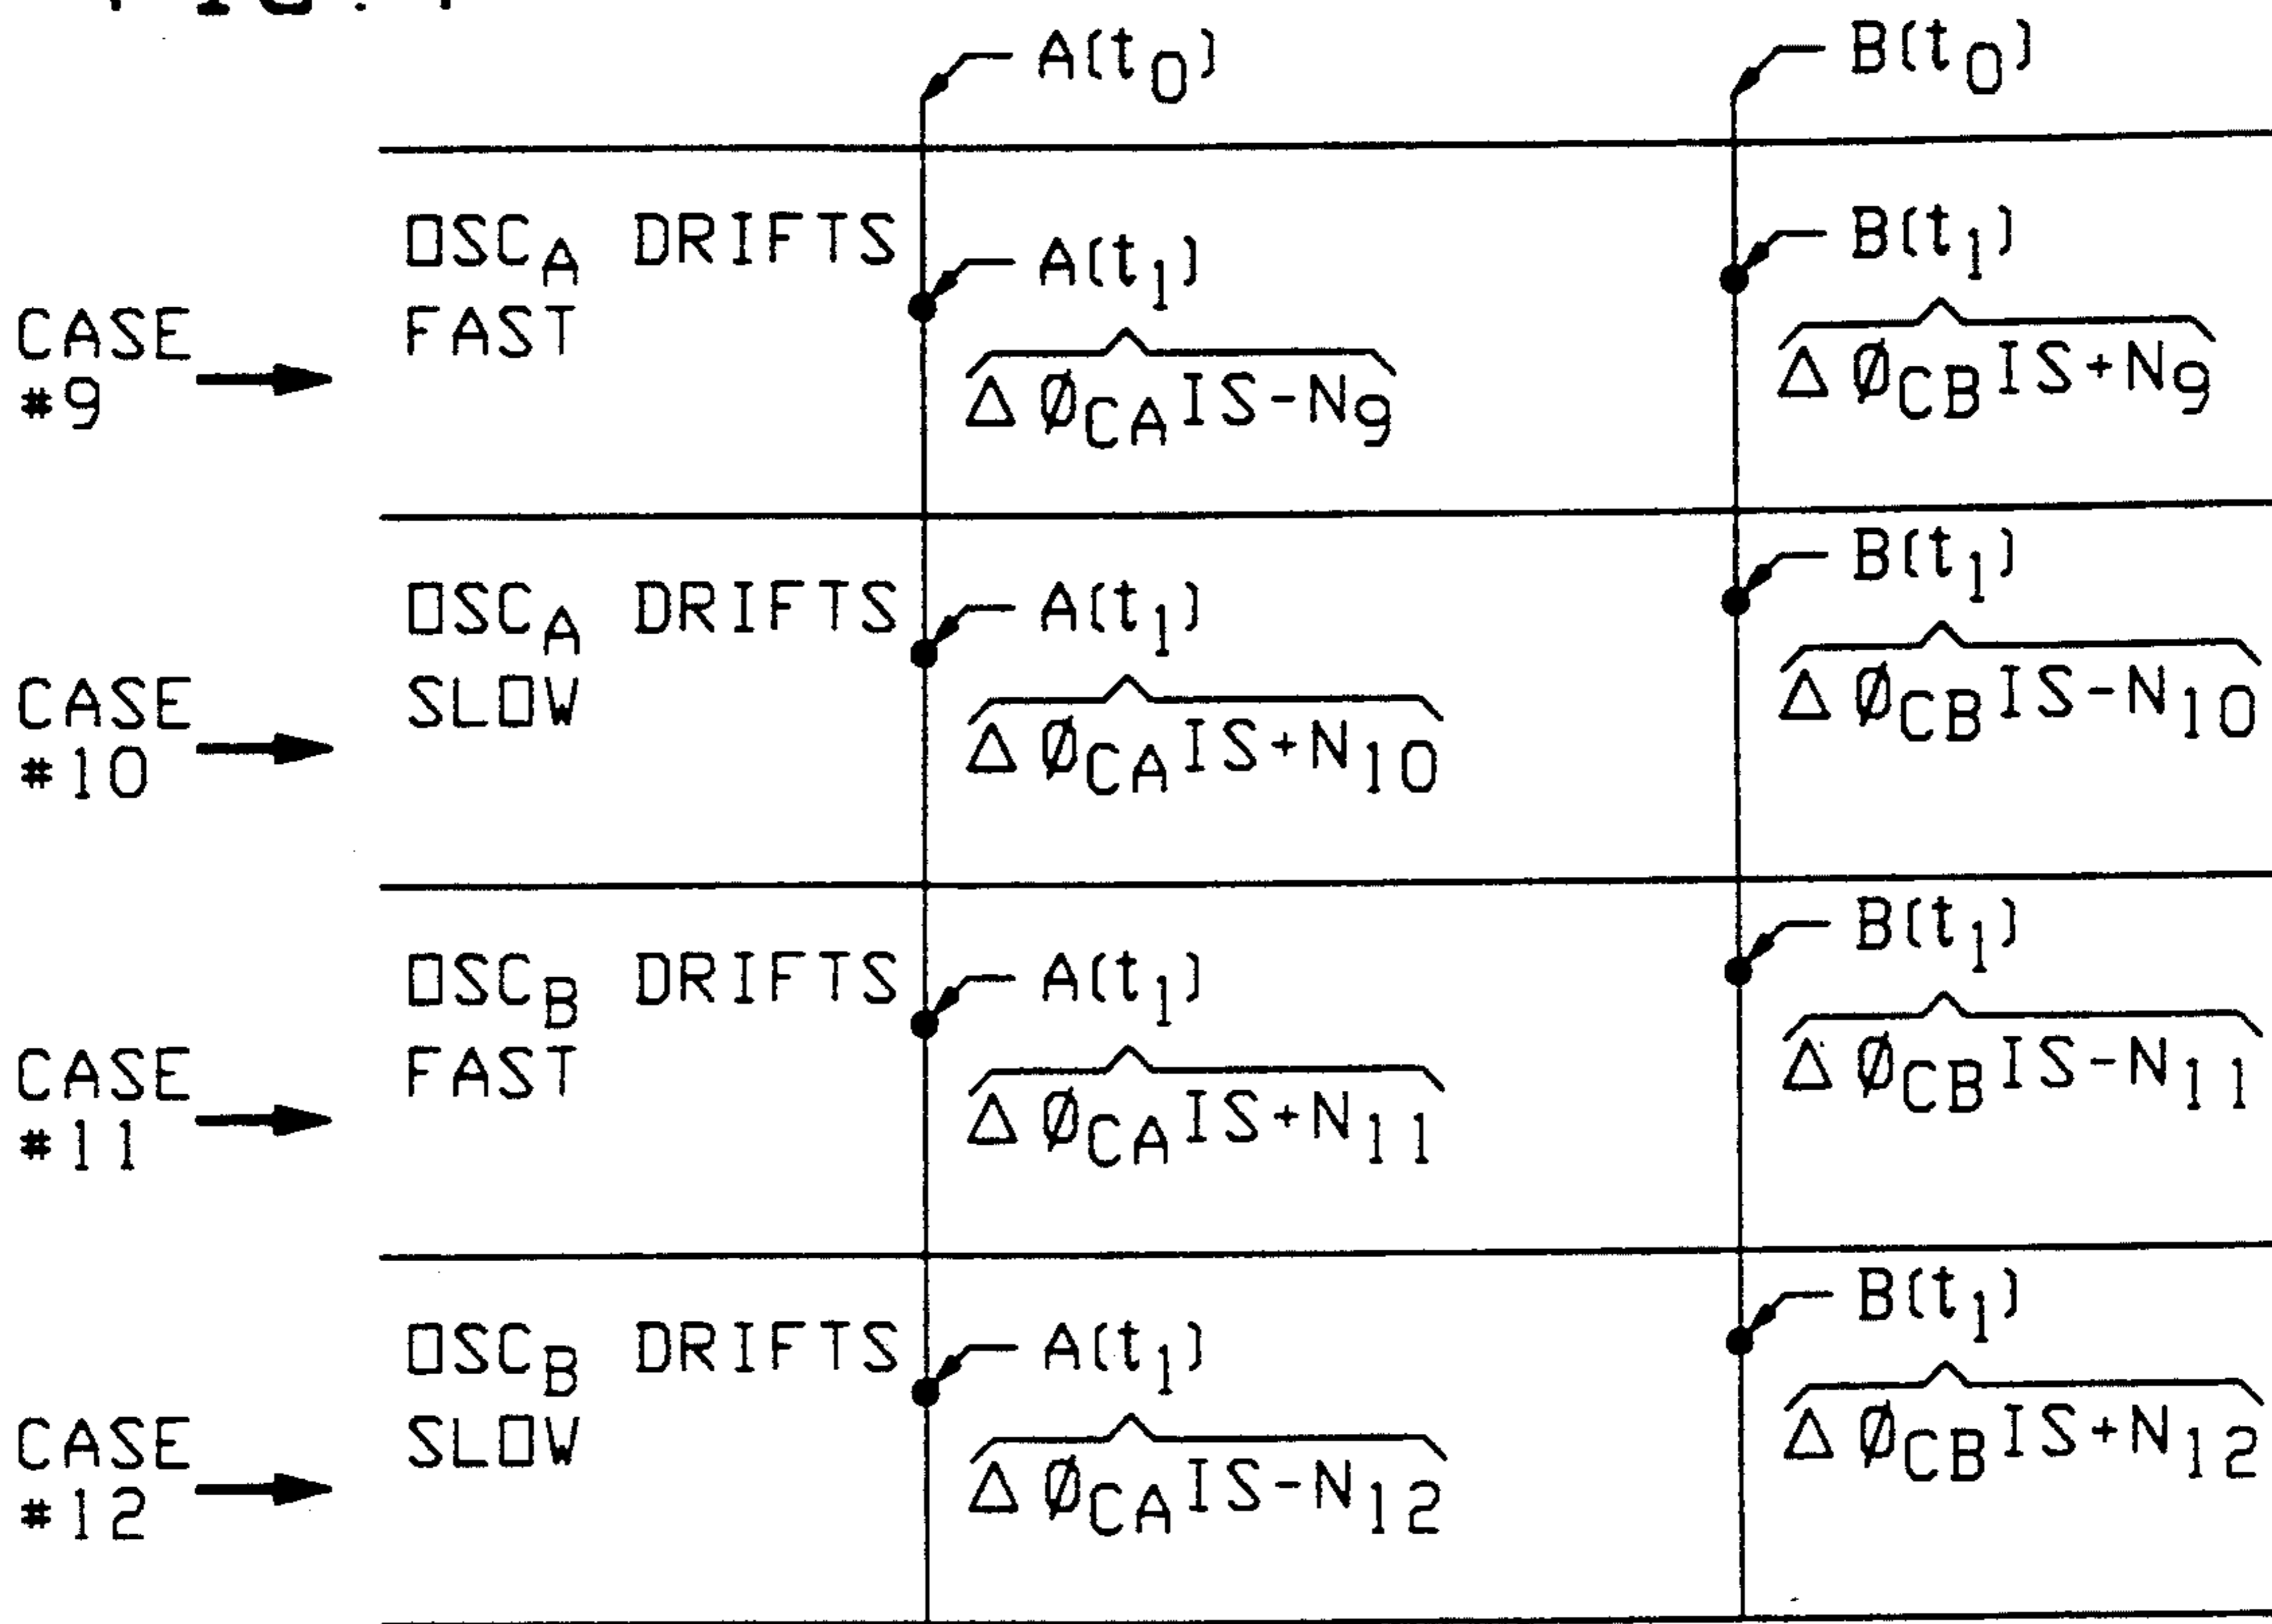 A(t0)
B(t0)
CASE #9
OSCA DRIFTS FAST
A(t1)
ΔØCA IS-N9
B(t1)
ΔØCB IS+N9
CASE #10
OSCA DRIFTS SLOW
A(t1)
ΔØCA IS+N10
B(t1)
ΔØCB IS-N10
CASE #11
OSCB DRIFTS FAST
A(t1)
ΔØCA IS+N11
B(t1)
ΔØCB IS-N11
CASE #12
OSCB DRIFTS SLOW
A(t1)
ΔØCA IS-N12
B(t1)
ΔØCB IS+N12